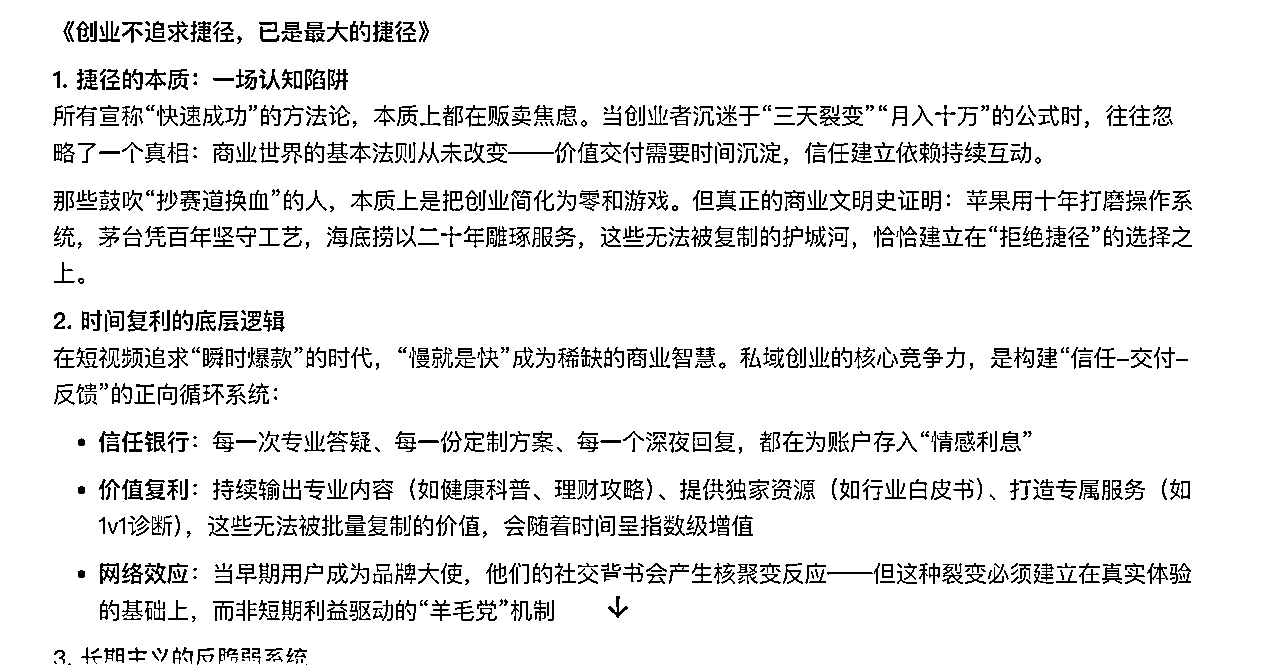 《创业不追求捷径，已是最大的捷径》
1. 捷径的本质：一场认知陷阱
所有宣称“快速成功”的方法论，本质上都在贩卖焦虑。当创业者沉迷于“三天裂变”“月入十万”的公式时，往往忽
略了一个真相：商业世界的基本法则从未改变——价值交付需要时间沉淀，信任建立依赖持续互动。
那些鼓吹“抄赛道换血”的人，本质上是把创业简化为零和游戏。但真正的商业文明史证明：苹果用十年打磨操作系
统，茅台凭百年坚守工艺，海底捞以二十年雕琢服务，这些无法被复制的护城河，恰恰建立在“拒绝捷径”的选择之
上。
2. 时间复利的底层逻辑
在短视频追求“瞬时爆款”的时代，“慢就是快”成为稀缺的商业智慧。私域创业的核心竞争力，是构建“信任-交付-
反馈”的正向循环系统：
• 信任银行：每一次专业答疑、每一份定制方案、每一个深夜回复，都在为账户存入“情感利息”
• 价值复利：持续输出专业内容（如健康科普、理财攻略）、提供独家资源（如行业白皮书）、打造专属服务（如
1v1诊断），这些无法被批量复制的价值，会随着时间呈指数级增值
• 网络效应：当早期用户成为品牌大使，他们的社交背书会产生核聚变反应——但这种裂变必须建立在真实体验
的基础上，而非短期利益驱动的“羊毛党”机制
3. 长期主义的反脆弱系统